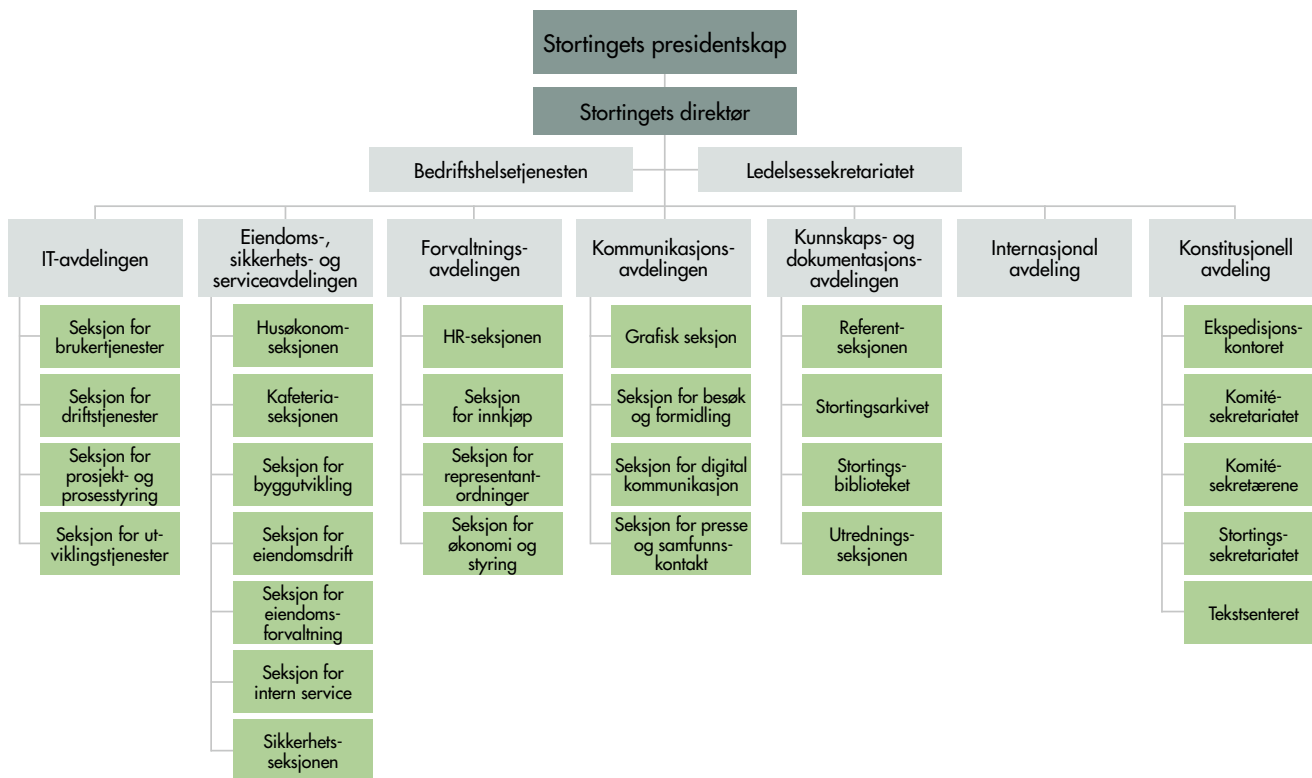 Stortingets presidentskap
Stortingets direktør
Bedriftshelsetjenesten
Ledelsessekretariatet
IT-avdelingen
Eiendoms-,
sikkerhets- og
serviceavdelingen
Forvaltnings-
avdelingen
Kommunikasjons-
avdelingen
Kunnskaps- og
dokumentasjons-
avdelingen
Internasjonal
avdeling
Konstitusjonell
avdeling
Seksjon for
brukertjenester
Seksjon for
driftstjenester
Seksjon for
prosjekt- og
prosesstyring
Seksjon for ut-
viklingstjenester
Husøkonom-
seksjonen
Kafeteria-
seksjonen
Seksjon for
byggutvikling
Seksjon for
eiendomsdrift
Seksjon for
eiendoms-
forvaltning
Seksjon for
intern service
Sikkerhets-
seksjonen
HR-seksjonen
Seksjon
for innkjøp
Seksjon for
representant-
ordninger
Seksjon for
økonomi og
styring
Grafisk seksjon
Seksjon for besøk
og formidling
Seksjon for digital
kommunikasjon
Seksjon for presse
og samfunns-
kontakt
Referent-
seksjonen
Stortingsarkivet
Stortings-
biblioteket
Utrednings-
seksjonen
Ekspedisjons-
kontoret
Komité-
sekretariatet
Komité-
sekretærene
Stortings-
sekretariatet
Tekstsenteret